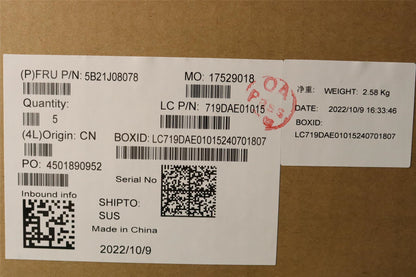 (P)FRU P/N: 5B21J08078
MO: 17529018
Quantity:
5
LC P/N: 719DAE01015
(4L)Origin: CN
BOXID: LC719DAE01015240701807
PO: 4501890952
Serial No
Inbound info
SHIPTO:
SUS
Made in China
2022/10/9
QA
净重: WEIGHT: 2.58 Kg
DATE: 2022/10/9 16:33:46
BOXID:
LC719DAE01015240701807